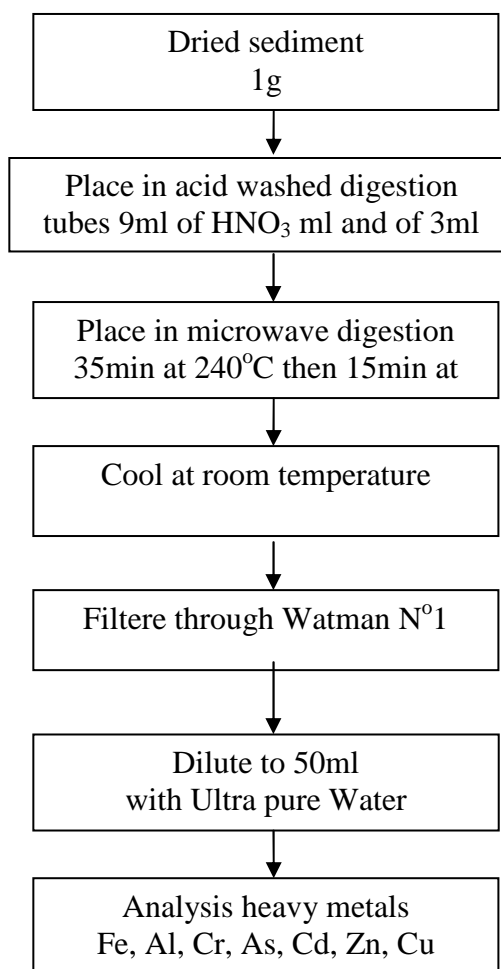 Dried sediment
1g
Place in acid washed digestion
tubes 9ml of HNO₃ ml and of 3ml
Place in microwave digestion
35min at 240°C then 15min at
Cool at room temperature
Filtere through Watman N°1
Dilute to 50ml
with Ultra pure Water
Analysis heavy metals
Fe, Al, Cr, As, Cd, Zn, Cu